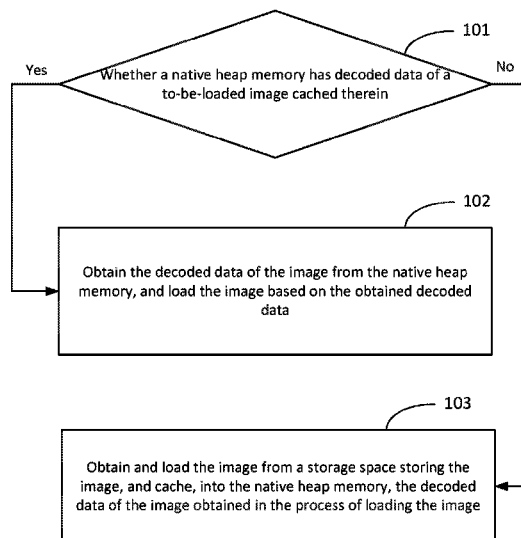 101
Yes
No
Whether a native heap memory has decoded data of a
to-be-loaded image cached therein
102
Obtain the decoded data of the image from the native heap
memory, and load the image based on the obtained decoded
data
103
Obtain and load the image from a storage space storing the
image, and cache, into the native heap memory, the decoded
data of the image obtained in the process of loading the image